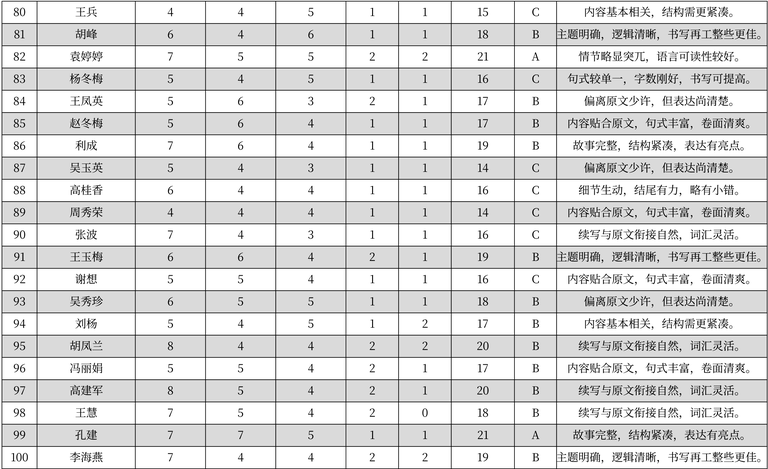 80 王兵 4 4 5 1 1 15 C 内容基本相关，结构需更紧凑。
81 胡峰 6 4 6 1 1 18 B 主题明确，逻辑清晰，书写再工整些更佳。
82 袁婷婷 7 5 5 2 2 21 A 情节略显突兀，语言可读性较好。
83 杨冬梅 5 4 5 1 1 16 C 句式较单一，字数刚好，书写可提高。
84 王凤英 5 6 3 2 1 17 B 偏离原文少许，但表达尚清楚。
85 赵冬梅 5 6 4 1 1 17 B 内容贴合原文，句式丰富，卷面清爽。
86 利成 7 6 4 1 1 19 B 故事完整，结构紧凑，表达有亮点。
87 吴玉英 5 4 3 1 1 14 C 偏离原文少许，但表达尚清楚。
88 高桂香 6 4 4 1 1 16 C 细节生动，结尾有力，略有小错。
89 周秀荣 4 4 4 1 1 14 C 内容贴合原文，句式丰富，卷面清爽。
90 张波 7 4 3 1 1 16 C 续写与原文衔接自然，词汇灵活。
91 王玉梅 6 6 4 2 1 19 B 主题明确，逻辑清晰，书写再工整些更佳。
92 谢想 5 5 4 1 1 16 C 内容贴合原文，句式丰富，卷面清爽。
93 吴秀珍 6 5 5 1 1 18 B 偏离原文少许，但表达尚清楚。
94 刘杨 5 4 5 1 2 17 B 内容基本相关，结构需更紧凑。
95 胡凤兰 8 4 4 2 2 20 B 续写与原文衔接自然，词汇灵活。
96 冯丽娟 5 5 4 2 1 17 B 内容贴合原文，句式丰富，卷面清爽。
97 高建军 8 5 4 2 1 20 B 续写与原文衔接自然，词汇灵活。
98 王慧 7 5 4 2 0 18 B 续写与原文衔接自然，词汇灵活。
99 孔建 7 7 5 1 1 21 A 故事完整，结构紧凑，表达有亮点。
100 李海燕 7 4 4 2 2 19 B 主题明确，逻辑清晰，书写再工整些更佳。